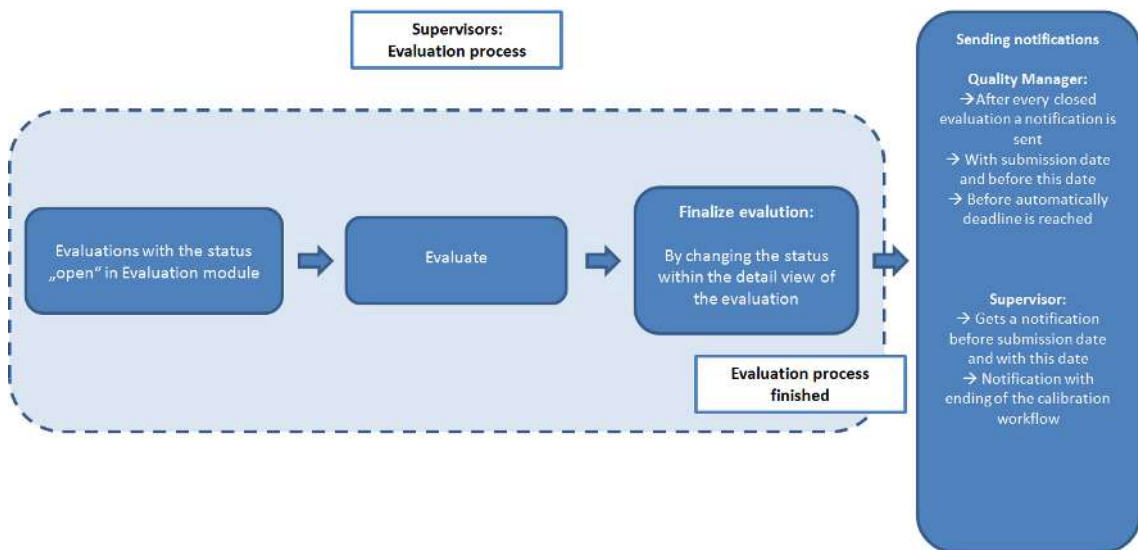 Supervisors:
Evaluation process
Evaluations with the status
„open“ in Evaluation module
Evaluate
Finalize evalution:
By changing the status
within the detail view of
the evaluation
Evaluation process
finished
Sending notifications
Quality Manager:
→After every closed
evaluation a notification is
sent
→ With submission date
and before this date
→ Before automatically
deadline is reached
Supervisor:
→ Gets a notification
before submission date
and with this date
→ Notification with
ending of the calibration
workflow